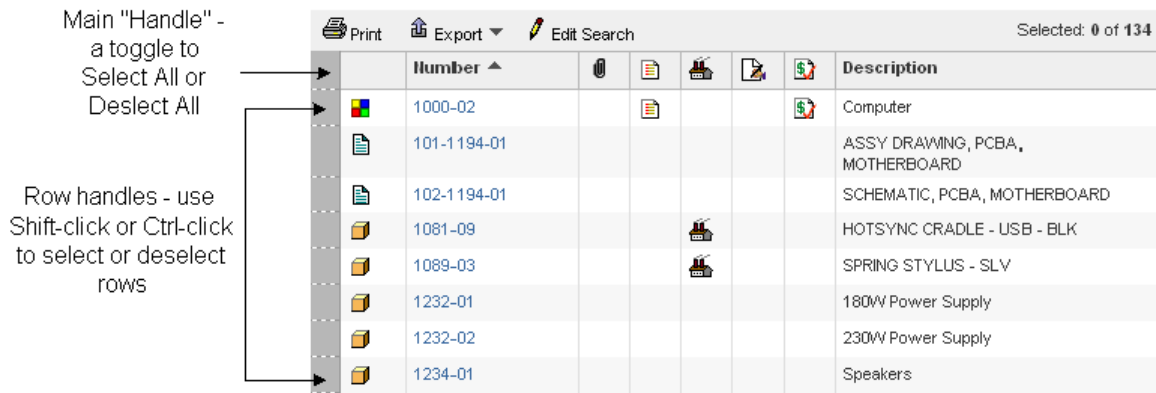 Main "Handle" -
a toggle to
Select All or
Deslect All
Row handles - use
Shift-click or Ctrl-click
to select or deselect
rows
Print Export Edit Search Selected: 0 of 134
Number Description
1000-02 Computer
101-1194-01 ASSY DRAWING, PCBA,
MOTHERBOARD
102-1194-01 SCHEMATIC, PCBA, MOTHERBOARD
1081-09 HOTSYNC CRADLE - USB - BLK
1089-03 SPRING STYLUS - SLV
1232-01 180W Power Supply
1232-02 230W Power Supply
1234-01 Speakers